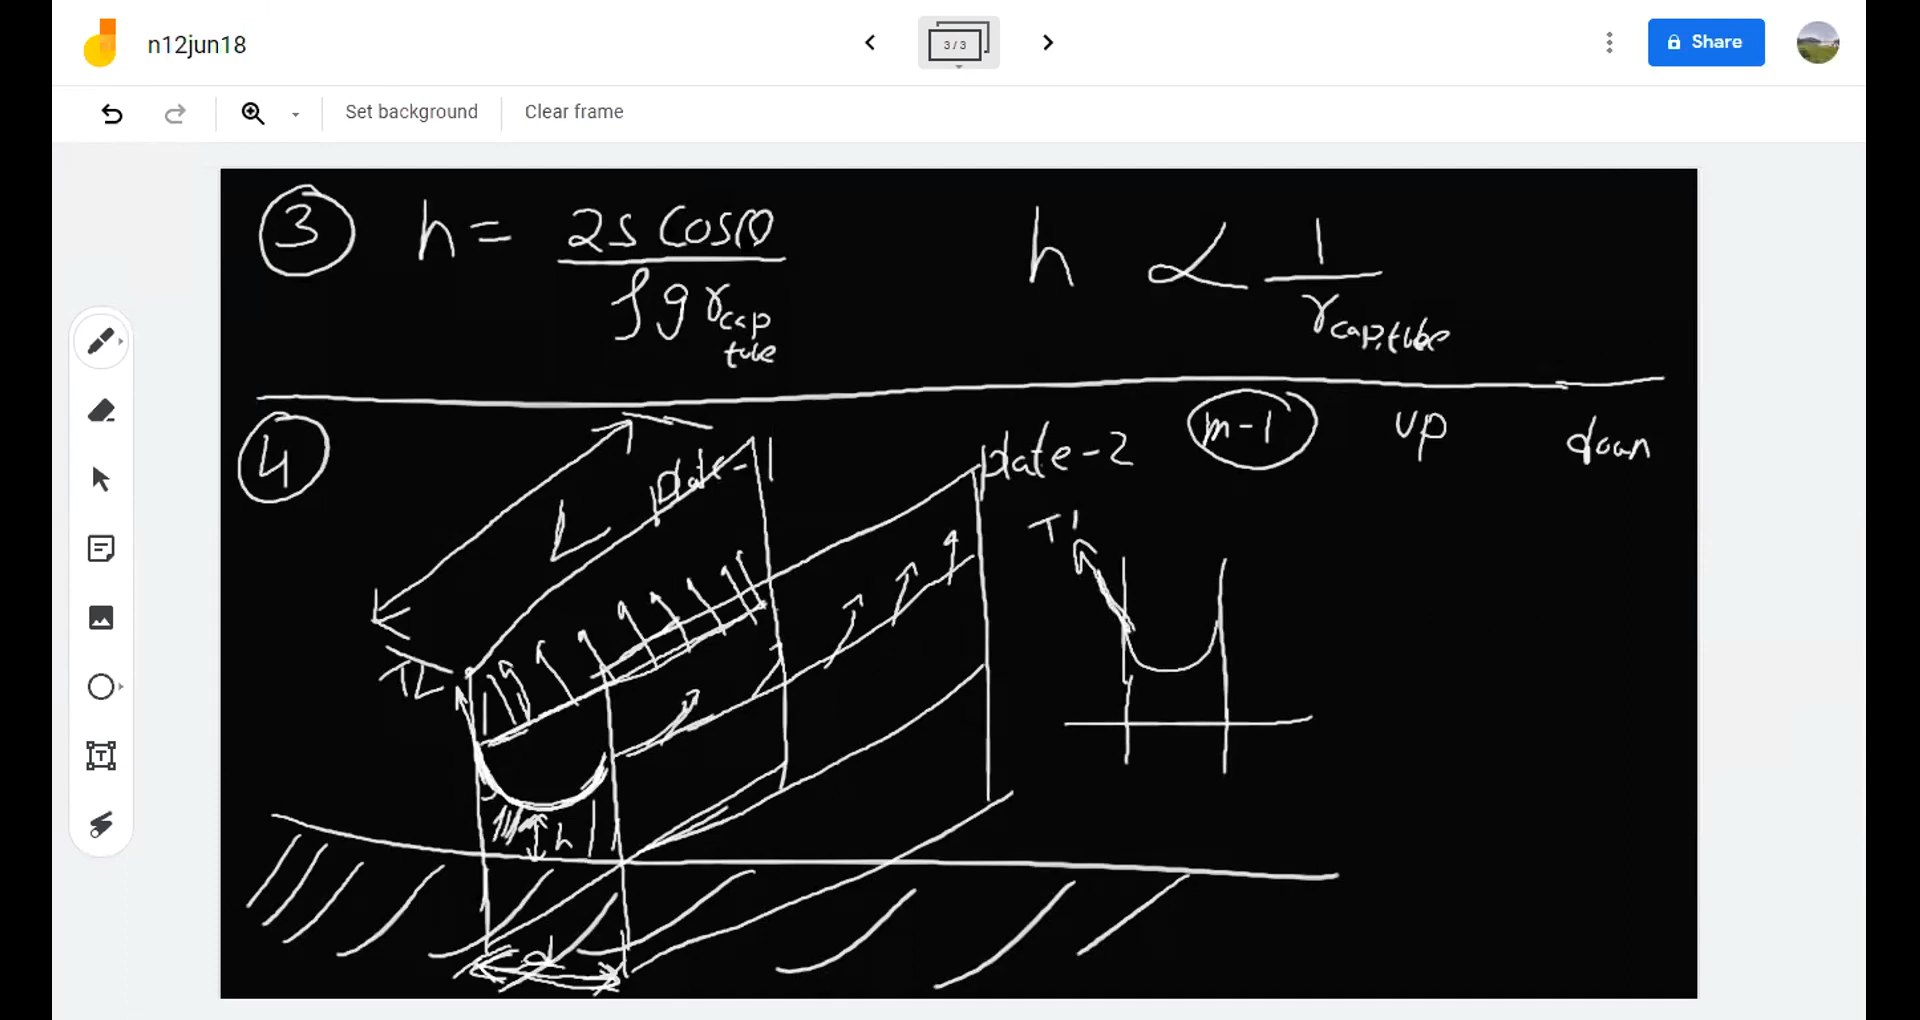 n12jun18
3 / 3
Share
Set background
Clear frame
③ h = 2s Cosθ / ρ g r cap tube
h ∝ 1 / r cap.tube
④
plate-1
plate-2
m-1
up
down
L
T'
TL
h
d